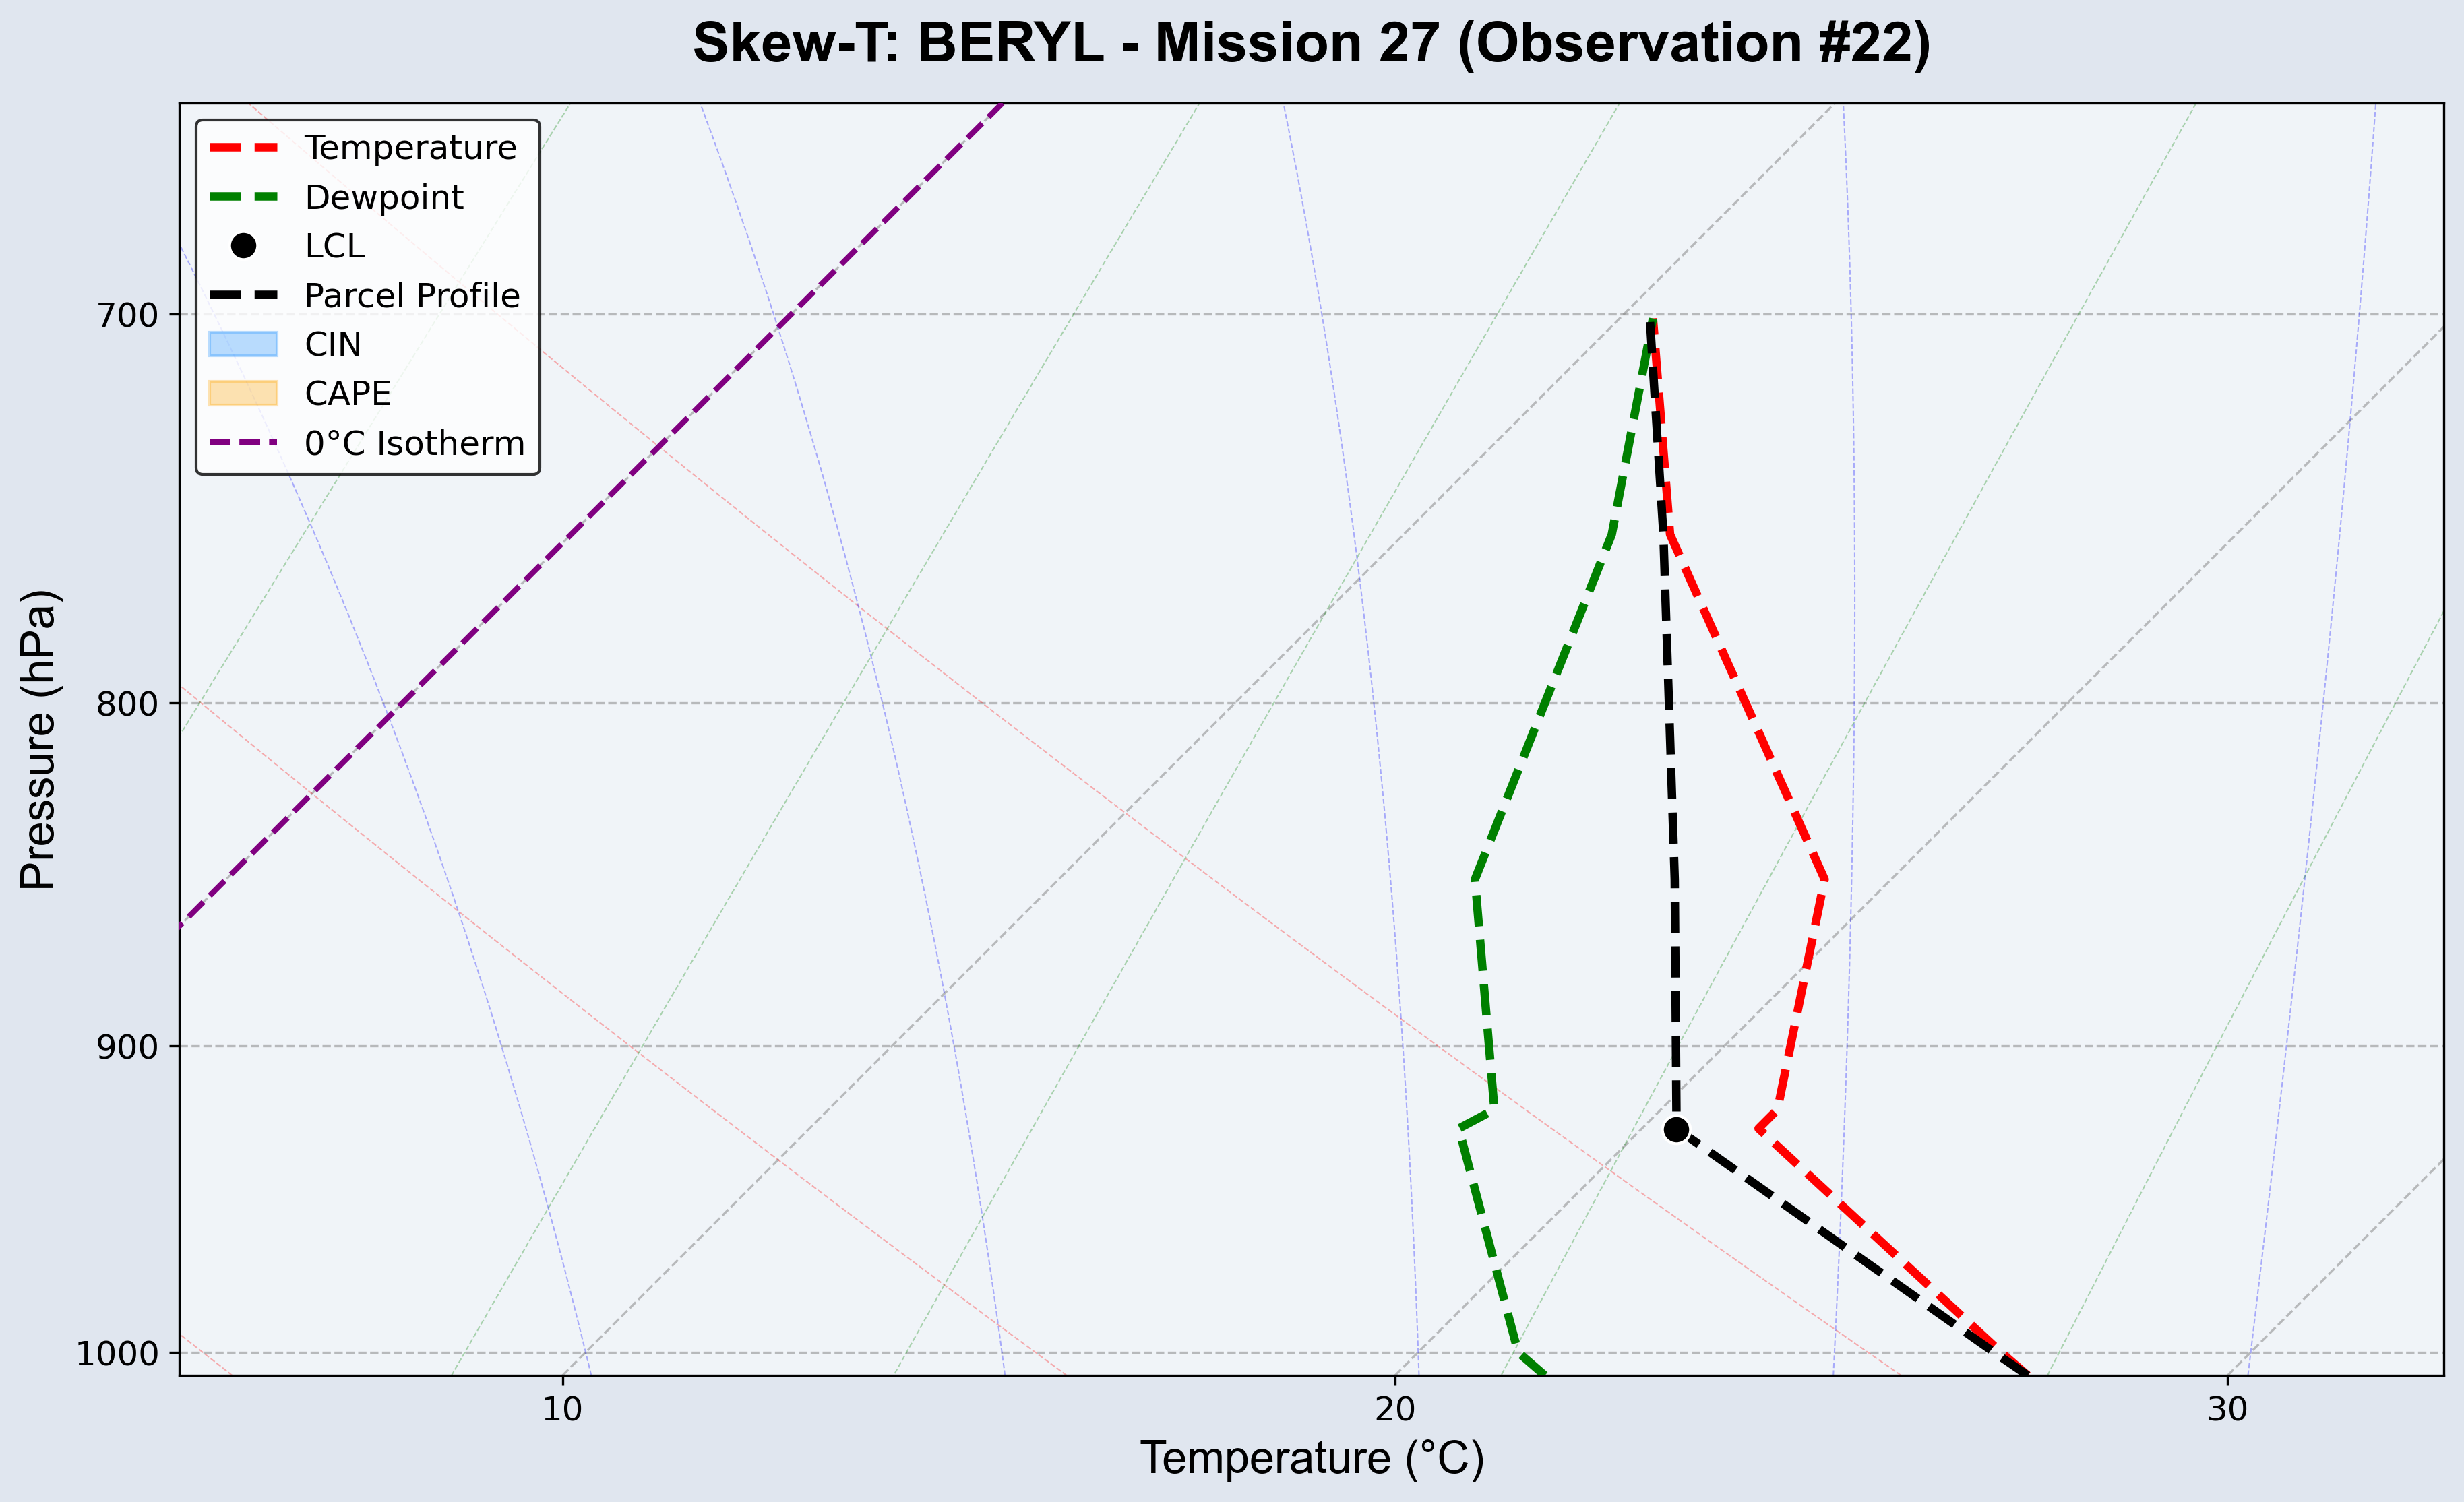 Skew-T: BERYL - Mission 27 (Observation #22)
Temperature
Dewpoint
LCL
Parcel Profile
CIN
CAPE
0°C Isotherm
Pressure (hPa)
700
800
900
1000
10 20 30
Temperature (°C)